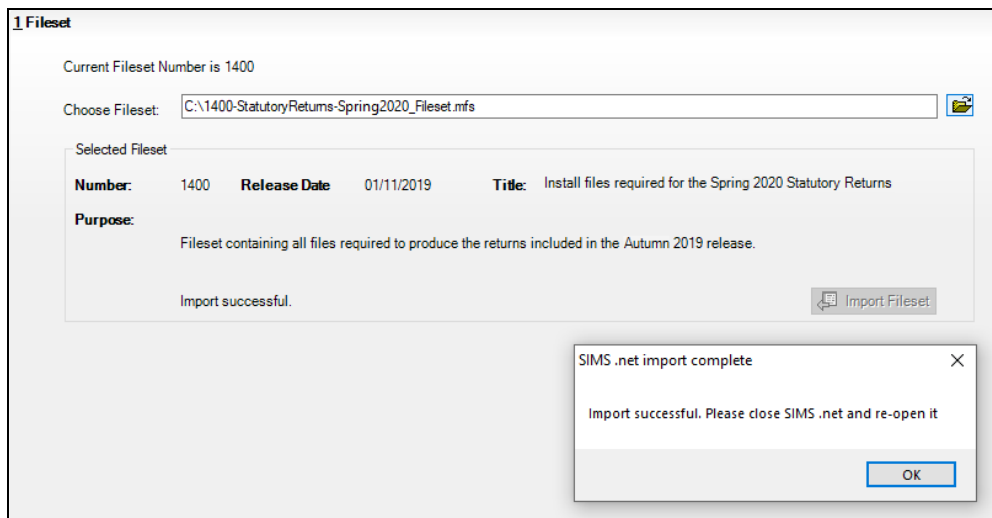 1 Fileset
Current Fileset Number is 1400
Choose Fileset: C:\1400-StatutoryReturns-Spring2020_Fileset.mfs
Selected Fileset
Number: 1400 Release Date 01/11/2019 Title: Install files required for the Spring 2020 Statutory Returns
Purpose:
Fileset containing all files required to produce the returns included in the Autumn 2019 release.
Import successful. Import Fileset
SIMS .net import complete
Import successful. Please close SIMS .net and re-open it
OK